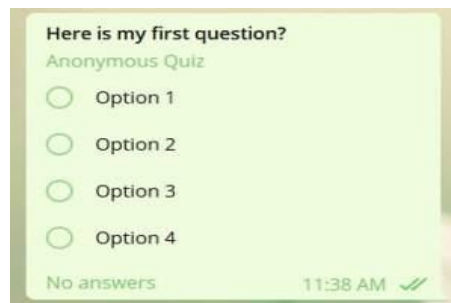 Here is my first question?
Anonymous Quiz
Option 1
Option 2
Option 3
Option 4
No answers 11:38 AM